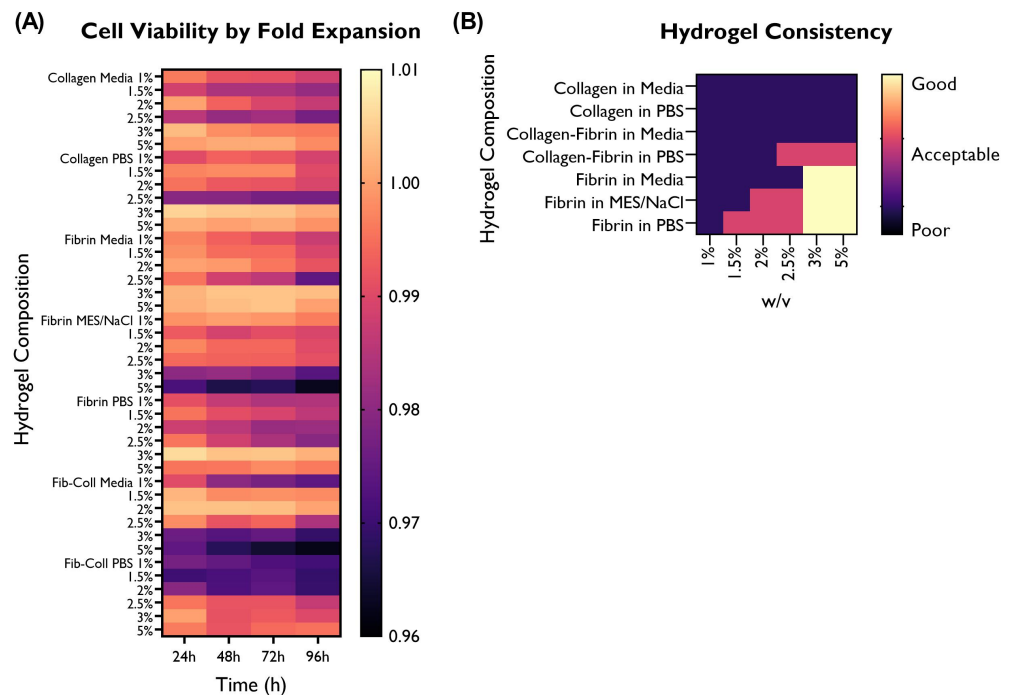 (A)
Cell Viability by Fold Expansion
Hydrogel Composition
Collagen Media 1%
1.5%
2%
2.5%
3%
5%
Collagen PBS 1%
1.5%
2%
2.5%
3%
5%
Fibrin Media 1%
1.5%
2%
2.5%
3%
5%
Fibrin MES/NaCl 1%
1.5%
2%
2.5%
3%
5%
Fibrin PBS 1%
1.5%
2%
2.5%
3%
5%
Fib-Coll Media 1%
1.5%
2%
2.5%
3%
5%
Fib-Coll PBS 1%
1.5%
2%
2.5%
3%
5%
24h 48h 72h 96h
Time (h)
1.01
1.00
0.99
0.98
0.97
0.96
(B)
Hydrogel Consistency
Hydrogel Composition
Collagen in Media
Collagen in PBS
Collagen-Fibrin in Media
Collagen-Fibrin in PBS
Fibrin in Media
Fibrin in MES/NaCl
Fibrin in PBS
1% 1.5% 2% 2.5% 3% 5%
w/v
Good
Acceptable
Poor